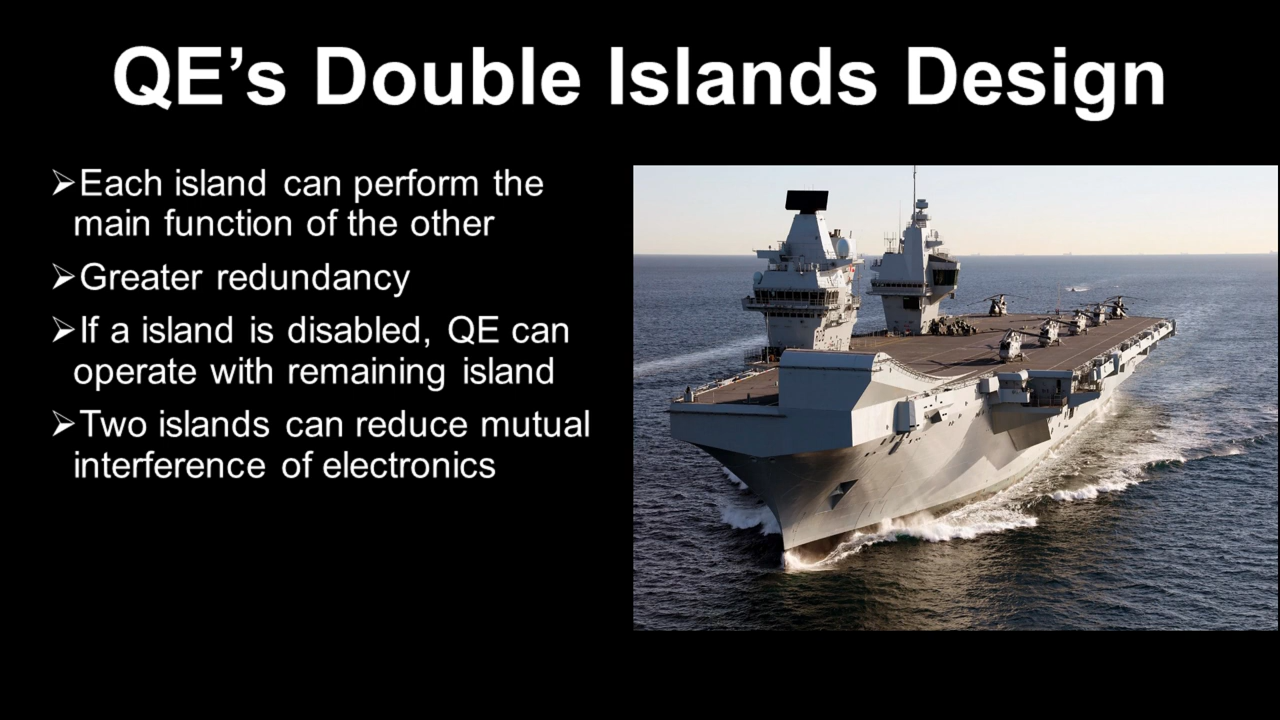 QE’s Double Islands Design
➢Each island can perform the
main function of the other
➢Greater redundancy
➢If a island is disabled, QE can
operate with remaining island
➢Two islands can reduce mutual
interference of electronics